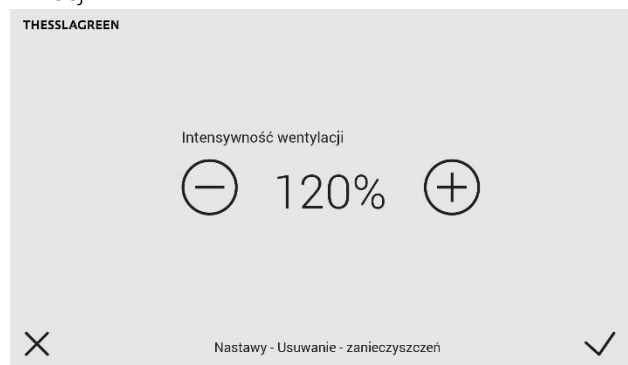 THESSLAGREEN
Intensywność wentylacji
120%
Nastawy - Usuwanie - zanieczyszczeń